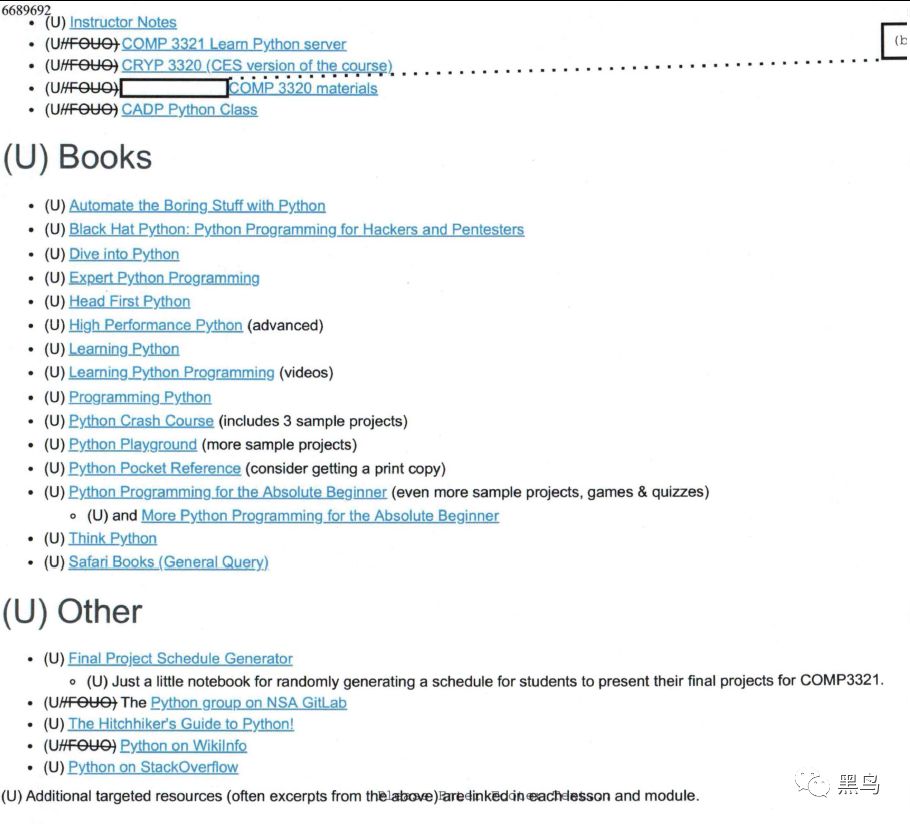 6689692
(U) Instructor Notes
(U//FOUO) COMP 3321 Learn Python server
(U//FOUO) CRYP 3320 (CES version of the course)
(b
(U//FOUO) COMP 3320 materials
(U//FOUO) CADP Python Class
(U) Books
(U) Automate the Boring Stuff with Python
(U) Black Hat Python: Python Programming for Hackers and Pentesters
(U) Dive into Python
(U) Expert Python Programming
(U) Head First Python
(U) High Performance Python (advanced)
(U) Learning Python
(U) Learning Python Programming (videos)
(U) Programming Python
(U) Python Crash Course (includes 3 sample projects)
(U) Python Playground (more sample projects)
(U) Python Pocket Reference (consider getting a print copy)
(U) Python Programming for the Absolute Beginner (even more sample projects, games & quizzes)
(U) and More Python Programming for the Absolute Beginner
(U) Think Python
(U) Safari Books (General Query)
(U) Other
(U) Final Project Schedule Generator
(U) Just a little notebook for randomly generating a schedule for students to present their final projects for COMP3321.
(U//FOUO) The Python group on NSA GitLab
(U) The Hitchhiker's Guide to Python!
(U//FOUO) Python on WikiInfo
(U) Python on StackOverflow
(U) Additional targeted resources (often excerpts from the above) are linked in each lesson and module.
黑鸟